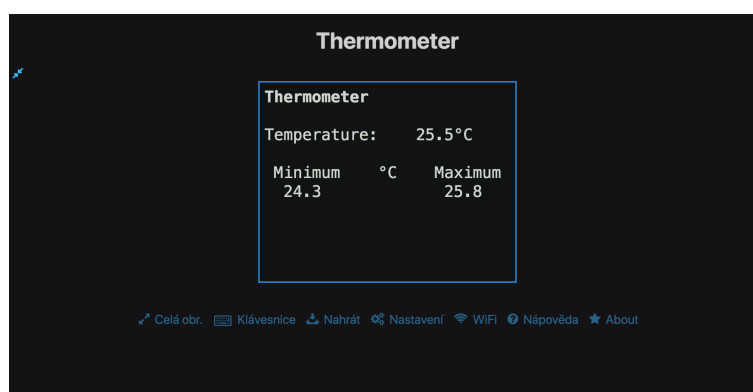 Thermometer
Thermometer
Temperature: 25.5°C
Minimum °C Maximum
24.3 25.8
Celá obr. Klávesnice Nahrát Nastavení WiFi Nápověda About